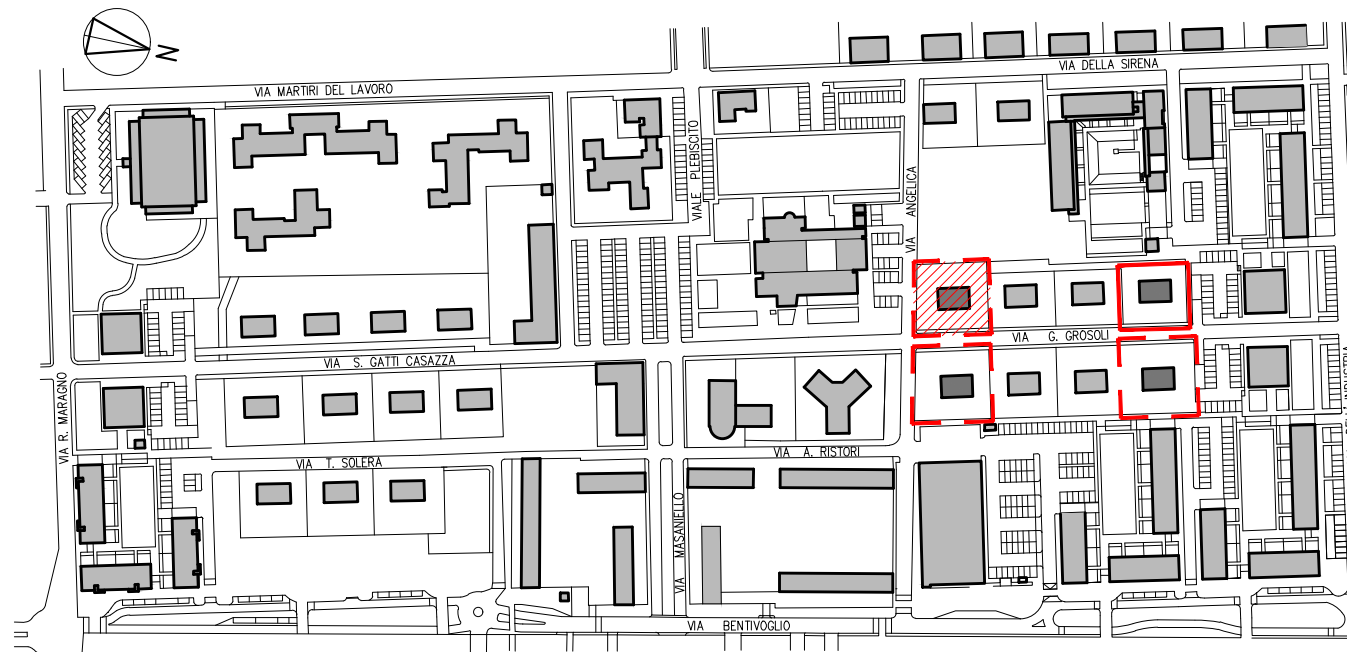 N
VIA MARTIRI DEL LAVORO
VIA DELLA SIRENA
VIALE PLEBISCITO
VIA ANGELICA
VIA G. GROSOLI
VIA S. GATTI CASAZZA
VIA R. MARAGNO
VIA T. SOLERA
VIA A. RISTORI
VIA MASANIELLO
VIA BENTIVOGLIO